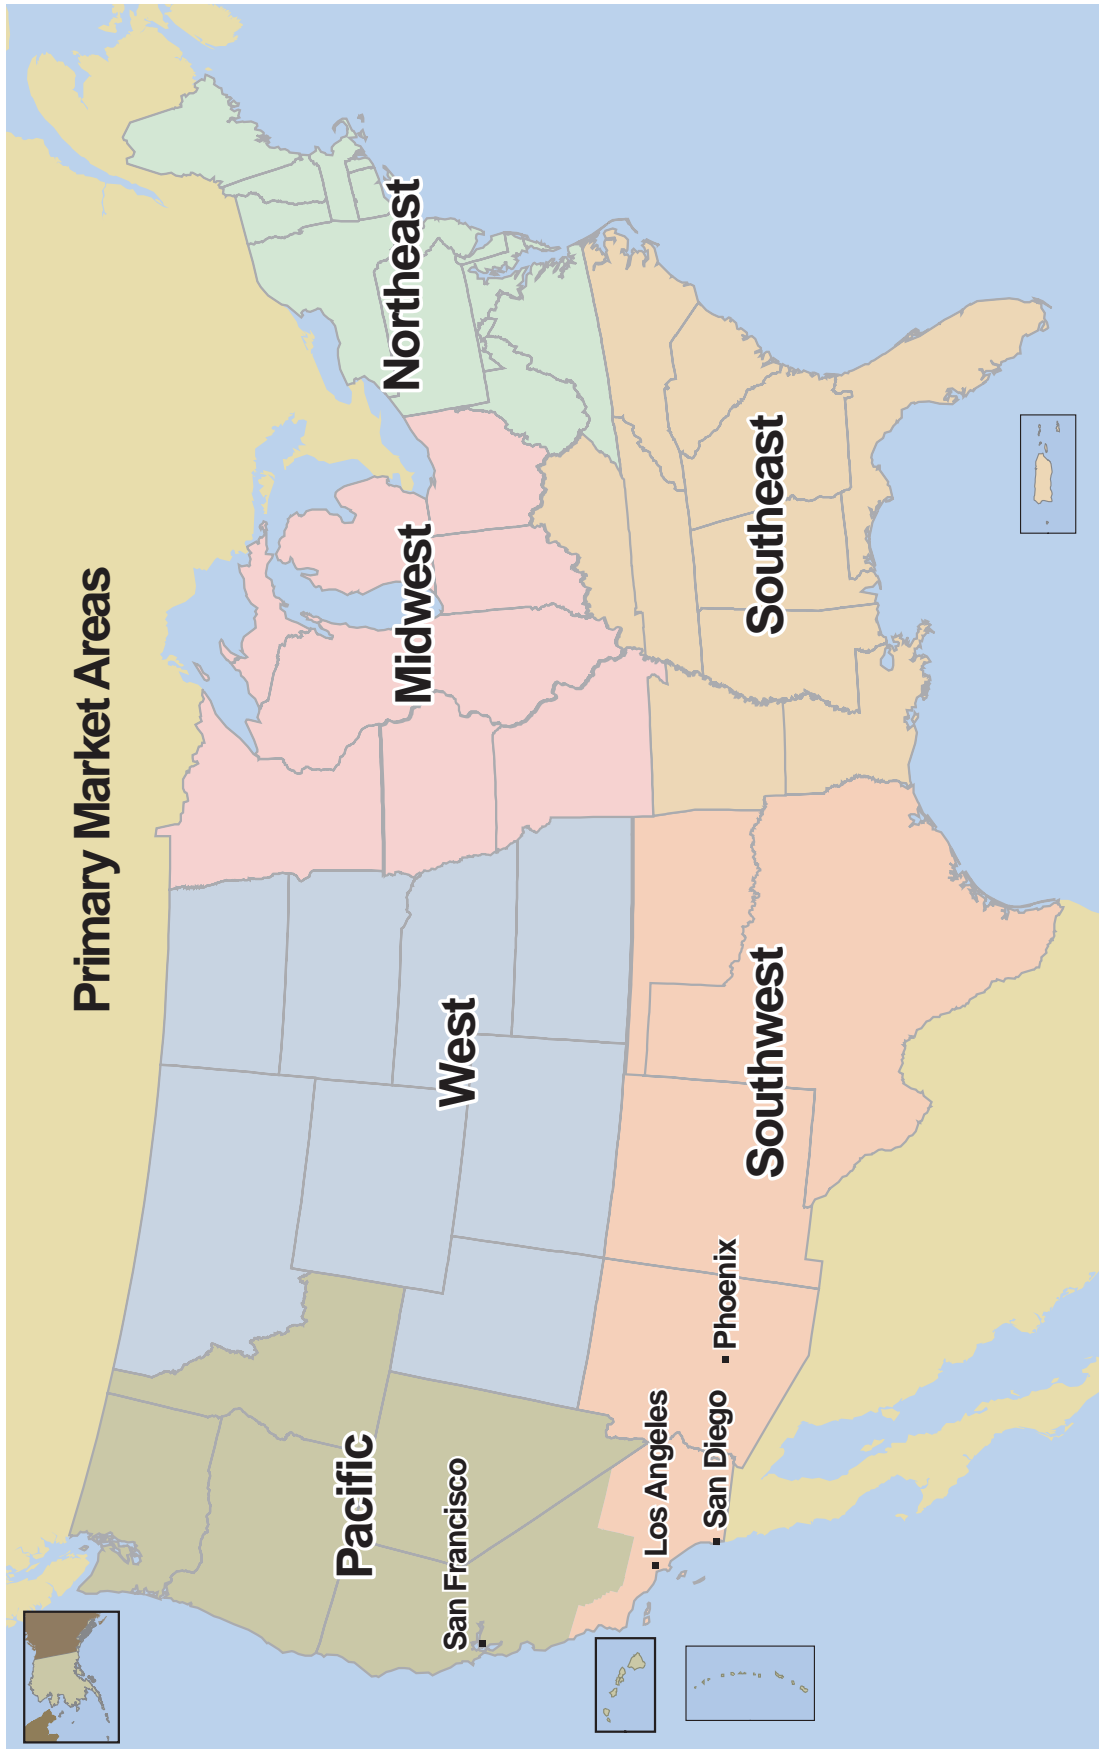 Primary Market Areas
Pacific
West
Midwest
Northeast
San Francisco
Los Angeles
San Diego
Phoenix
Southwest
Southeast